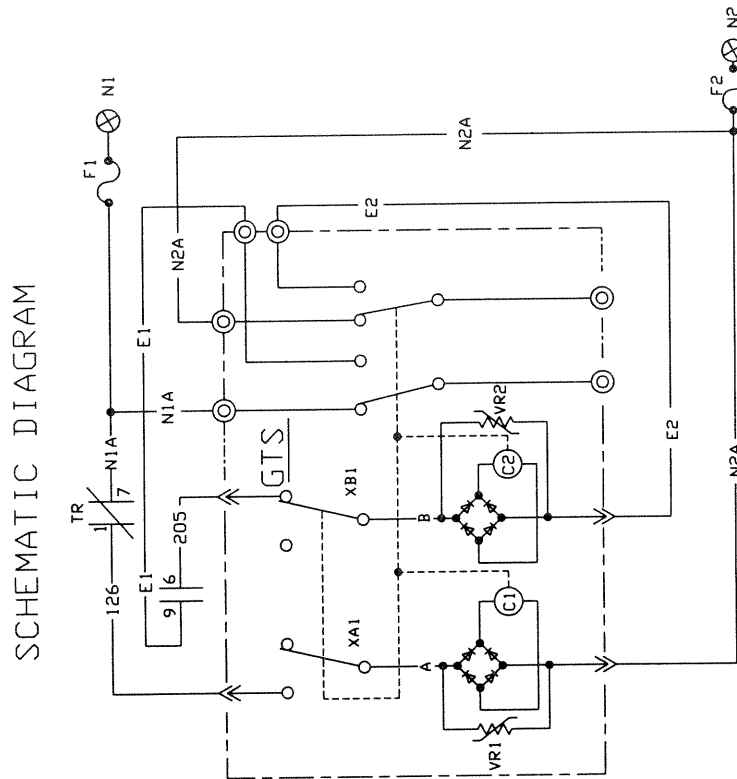 SCHEMATIC DIAGRAM
N1
F1
TR
1
7
N1A
126
E1
E1
9
6
205
N1A
N2A
N2A
F2
N2
GTS
E2
XA1
XB1
A
B
C1
C2
VR1
VR2
E2
N2A